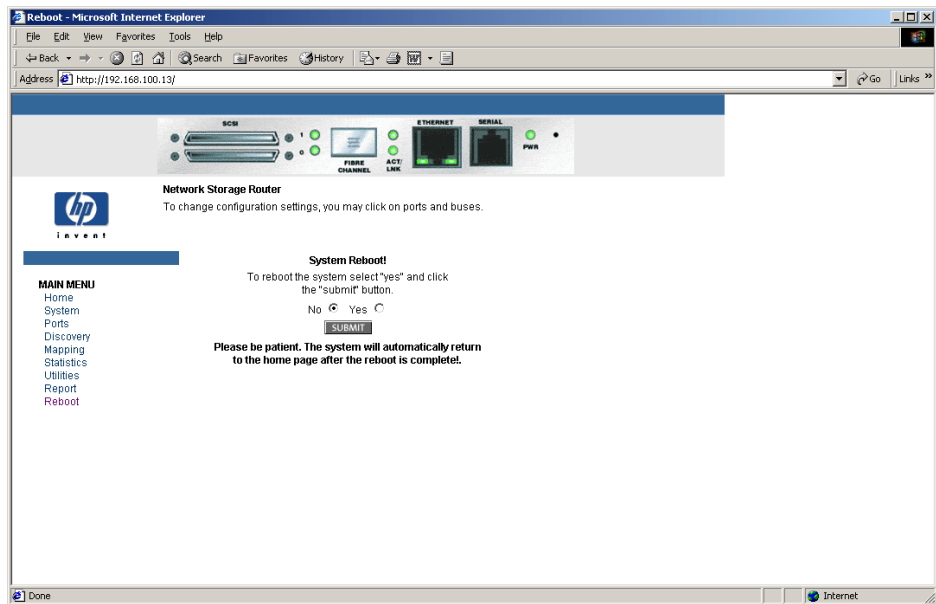 Reboot - Microsoft Internet Explorer
File Edit View Favorites Tools Help
Back Search Favorites History
Address http://192.168.100.13/ Go Links »
SCSI
1
0
FIBRE
CHANNEL
ACT/
LNK
ETHERNET
SERIAL
PWR
hp
invent
Network Storage Router
To change configuration settings, you may click on ports and buses.
MAIN MENU
Home
System
Ports
Discovery
Mapping
Statistics
Utilities
Report
Reboot
System Reboot!
To reboot the system select "yes" and click
the "submit" button.
No Yes
SUBMIT
Please be patient. The system will automatically return
to the home page after the reboot is complete!.
Done Internet